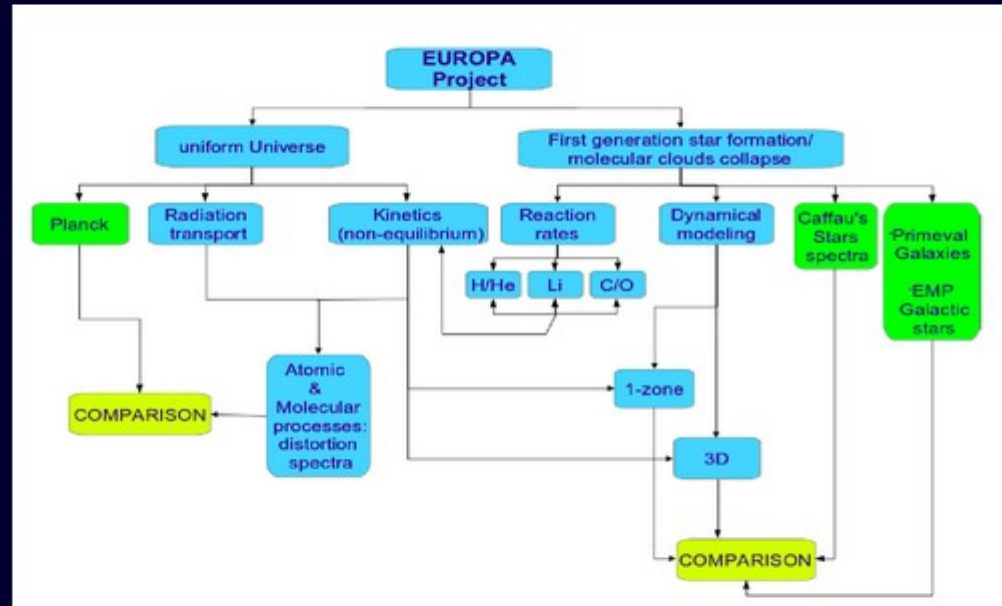 EUROPA
Project
uniform Universe
First generation star formation/
molecular clouds collapse
Planck
Radiation
transport
Kinetics
(non-equilibrium)
Reaction
rates
Dynamical
modeling
Caffau's
Stars
spectra
·Primeval
Galaxies
·EMP
Galactic
stars
H/He
Li
C/O
Atomic
&
Molecular
processes:
distortion
spectra
1-zone
COMPARISON
3D
COMPARISON